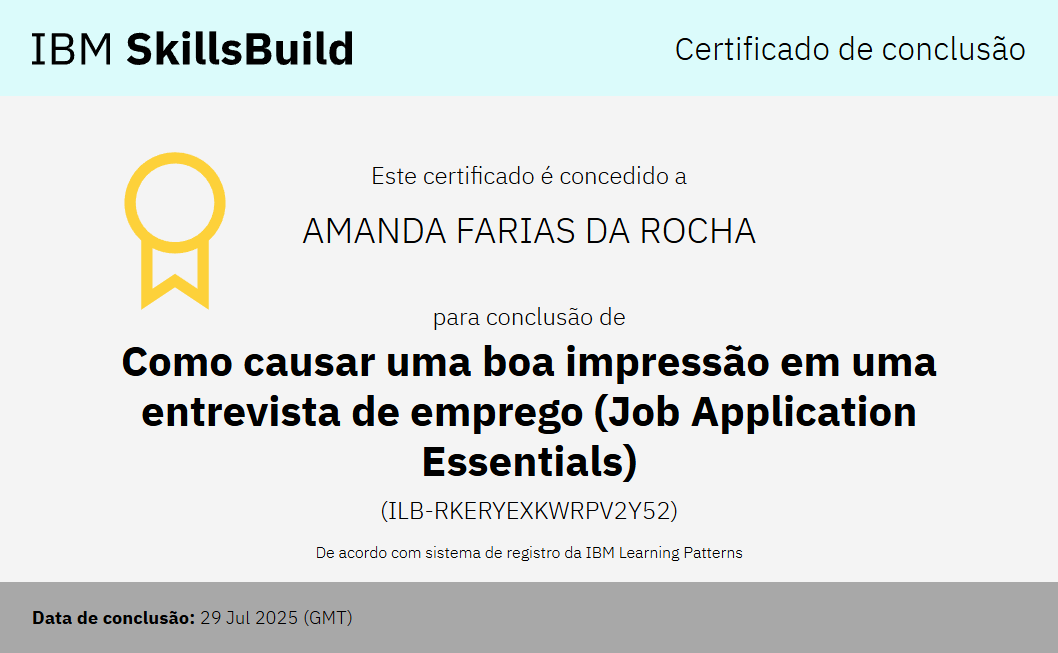 IBM SkillsBuild
Certificado de conclusão
Este certificado é concedido a
AMANDA FARIAS DA ROCHA
para conclusão de
Como causar uma boa impressão em uma
entrevista de emprego (Job Application
Essentials)
(ILB-RKERYEXKWRPV2Y52)
De acordo com sistema de registro da IBM Learning Patterns
Data de conclusão: 29 Jul 2025 (GMT)